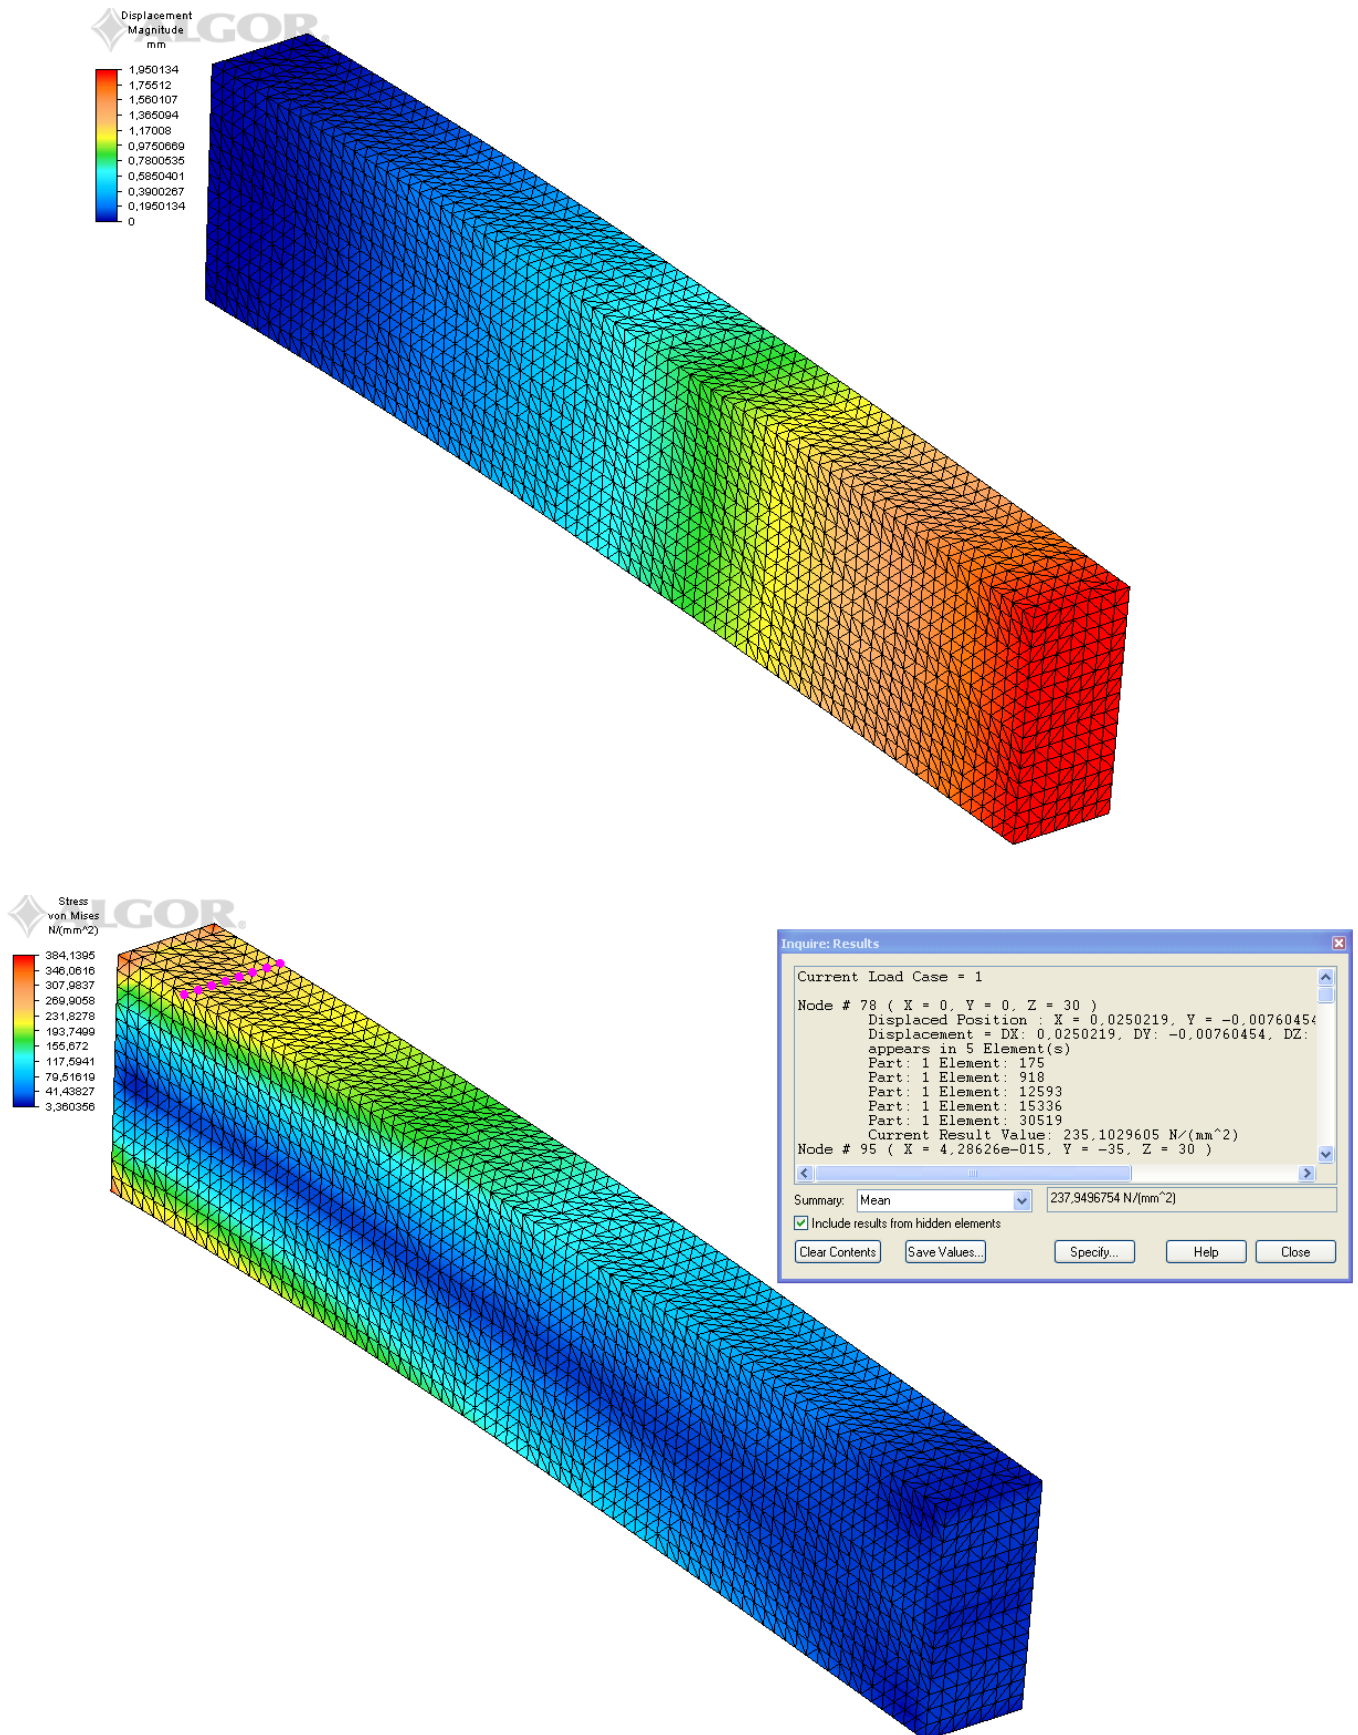 Displacement
Magnitude
mm
ALGOR.
1,950134
1,75512
1,560107
1,365094
1,17008
0,9750669
0,7800535
0,5850401
0,3900267
0,1950134
0
Stress
von Mises
N/(mm^2)
ALGOR.
384,1395
346,0616
307,9837
269,9058
231,8278
193,7499
155,672
117,5941
79,51619
41,43827
3,360356
Inquire: Results
Current Load Case = 1
Node # 78 ( X = 0, Y = 0, Z = 30 )
Displaced Position : X = 0,0250219, Y = -0,00760454
Displacement = DX: 0,0250219, DY: -0,00760454, DZ:
appears in 5 Element(s)
Part: 1 Element: 175
Part: 1 Element: 918
Part: 1 Element: 12593
Part: 1 Element: 15336
Part: 1 Element: 30519
Current Result Value: 235,1029605 N/(mm^2)
Node # 95 ( X = 4,28626e-015, Y = -35, Z = 30 )
Summary: Mean 237,9496754 N/(mm^2)
Include results from hidden elements
Clear Contents Save Values... Specify... Help Close